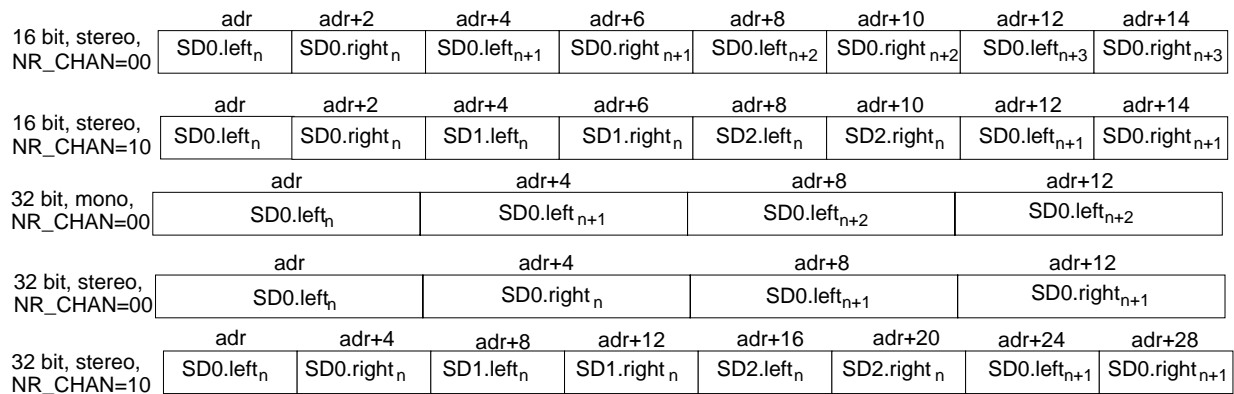 adr adr+2 adr+4 adr+6 adr+8 adr+10 adr+12 adr+14
16 bit, stereo,
NR_CHAN=00 SD0.leftn SD0.rightn SD0.leftn+1 SD0.rightn+1 SD0.leftn+2 SD0.rightn+2 SD0.leftn+3 SD0.rightn+3
adr adr+2 adr+4 adr+6 adr+8 adr+10 adr+12 adr+14
16 bit, stereo,
NR_CHAN=10 SD0.leftn SD0.rightn SD1.leftn SD1.rightn SD2.leftn SD2.rightn SD0.leftn+1 SD0.rightn+1
adr adr+4 adr+8 adr+12
32 bit, mono,
NR_CHAN=00 SD0.leftn SD0.leftn+1 SD0.leftn+2 SD0.leftn+2
adr adr+4 adr+8 adr+12
32 bit, stereo,
NR_CHAN=00 SD0.leftn SD0.rightn SD0.leftn+1 SD0.rightn+1
adr adr+4 adr+8 adr+12 adr+16 adr+20 adr+24 adr+28
32 bit, stereo,
NR_CHAN=10 SD0.leftn SD0.rightn SD1.leftn SD1.rightn SD2.leftn SD2.rightn SD0.leftn+1 SD0.rightn+1